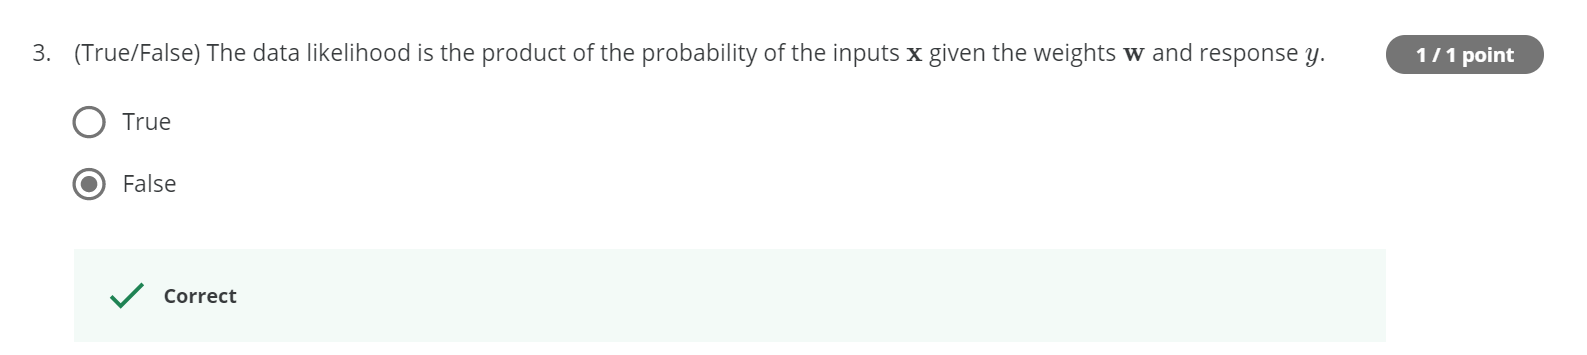 3. (True/False) The data likelihood is the product of the probability of the inputs x given the weights w and response y.
1 / 1 point
True
False
Correct